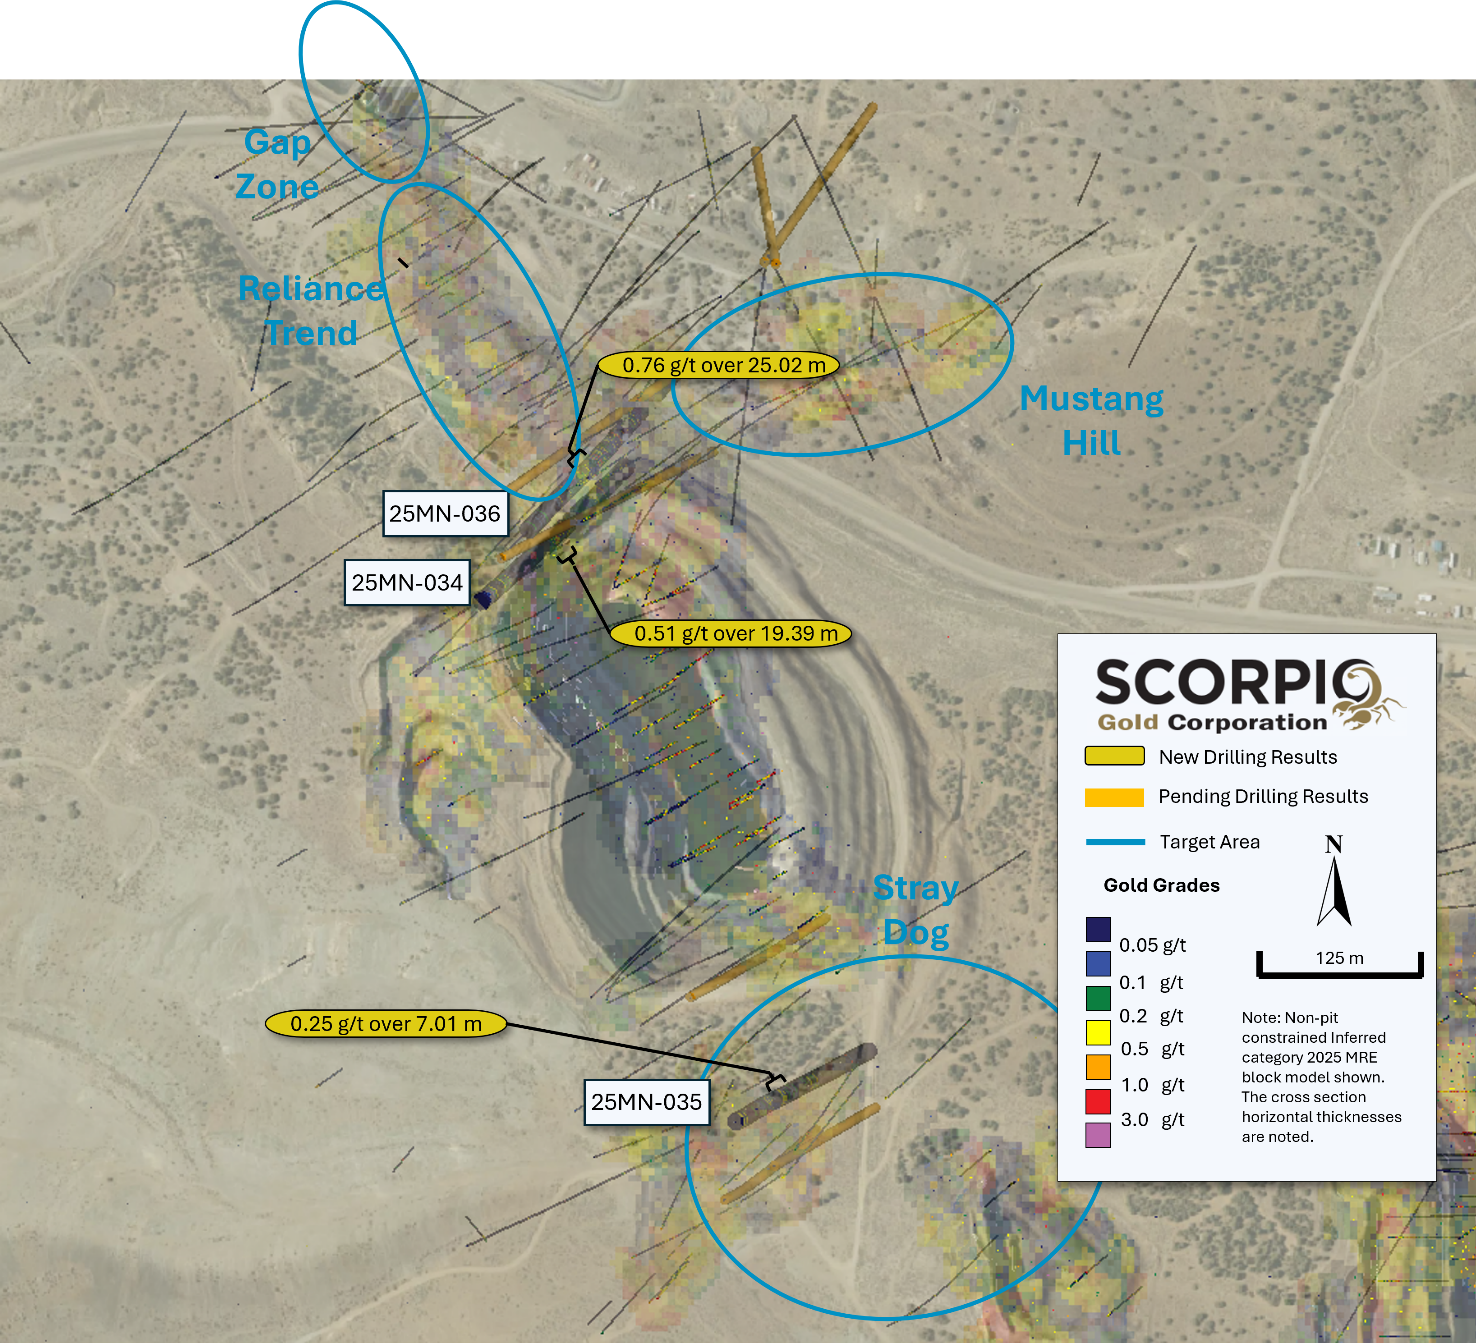 Gap
Zone
Reliance
Trend
0.76 g/t over 25.02 m
Mustang
Hill
25MN-036
25MN-034
0.51 g/t over 19.39 m
SCORPIO
Gold Corporation
New Drilling Results
Pending Drilling Results
Target Area
N
Gold Grades
0.05 g/t
0.1 g/t
0.2 g/t
0.5 g/t
1.0 g/t
3.0 g/t
125 m
Note: Non-pit
constrained Inferred
category 2025 MRE
block model shown.
The cross section
horizontal thicknesses
are noted.
Stray
Dog
0.25 g/t over 7.01 m
25MN-035